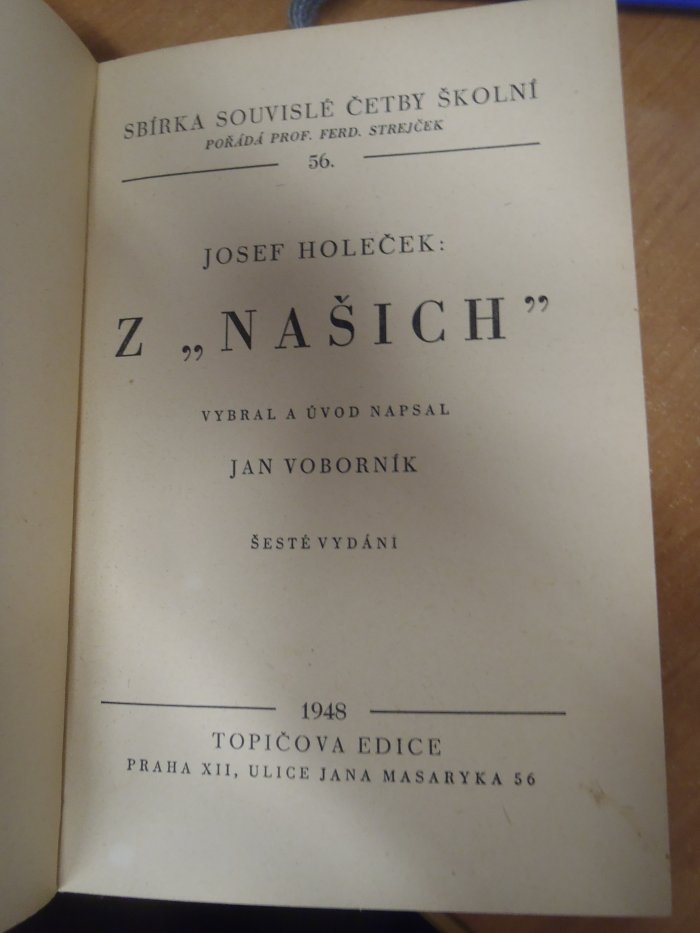 SBÍRKA SOUVISLÉ ČETBY ŠKOLNÍ
POŘÁDÁ PROF. FERD. STREJČEK
56.
JOSEF HOLEČEK:
Z „NAŠICH”
VYBRAL A ÚVOD NAPSAL
JAN VOBORNÍK
ŠESTÉ VYDÁNÍ
1948
TOPIČOVA EDICE
PRAHA XII, ULICE JANA MASARYKA 56